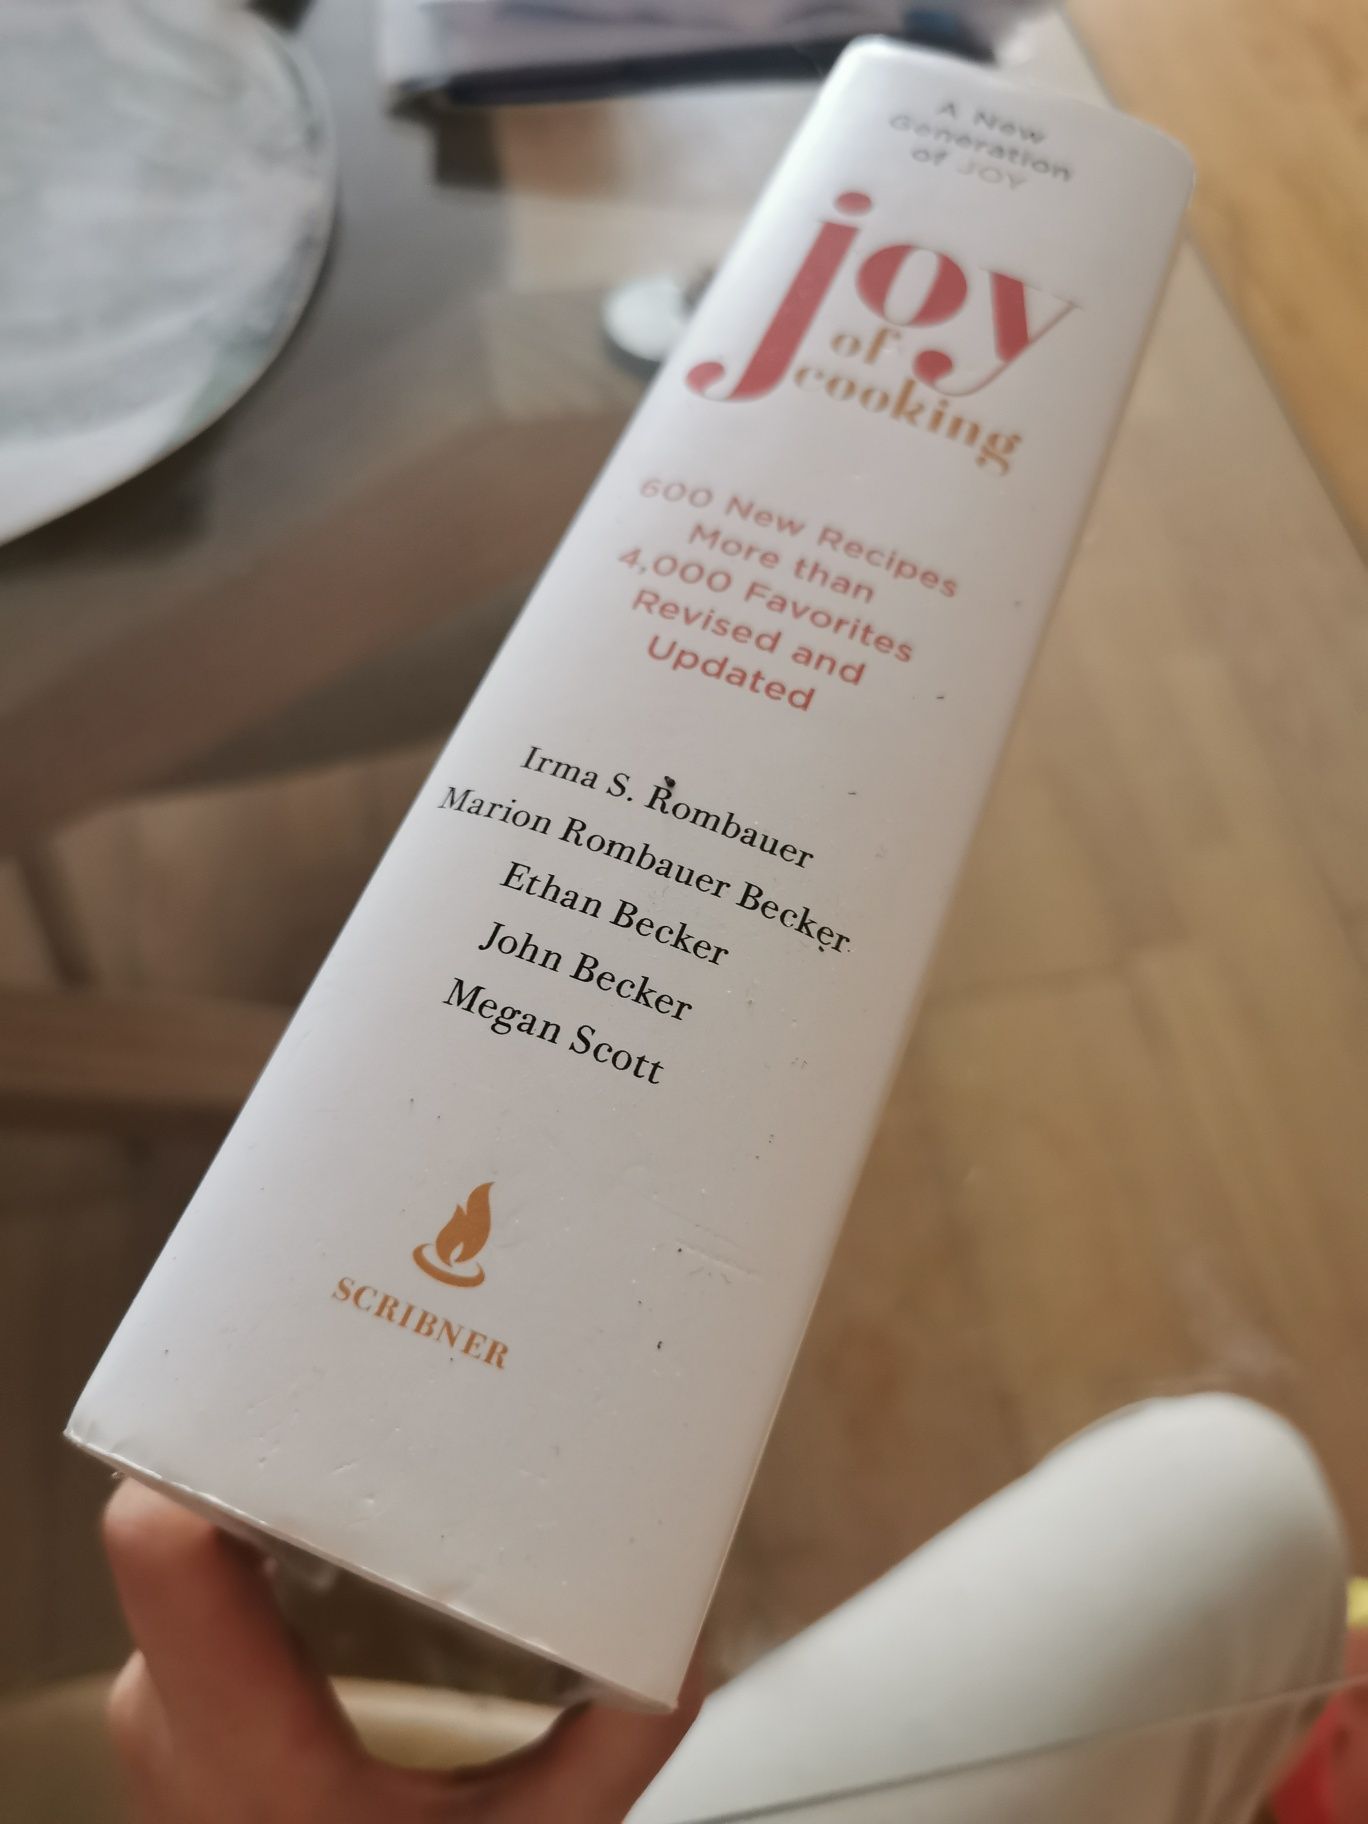 A New
Generation
of JOY
joy
of
cooking
600 New Recipes
More than
4,000 Favorites
Revised and
Updated
Irma S. Rombauer
Marion Rombauer Becker
Ethan Becker
John Becker
Megan Scott
SCRIBNER